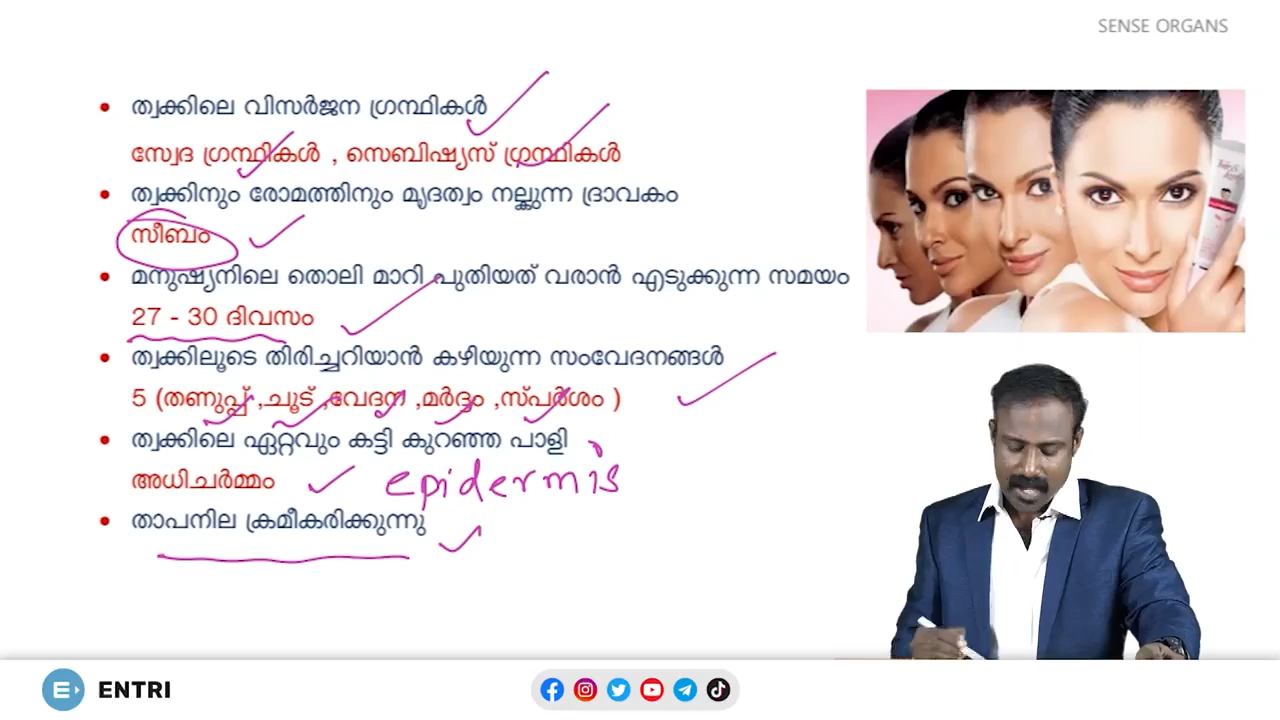 SENSE ORGANS
ത്വക്കിലെ വിസർജന ഗ്രന്ഥികൾ
സ്വേദ ഗ്രന്ഥികൾ , സെബിഷ്യസ് ഗ്രന്ഥികൾ
ത്വക്കിനും രോമത്തിനും മൃദത്വം നല്കുന്ന ദ്രാവകം
സീബം
മനുഷ്യനിലെ തൊലി മാറി പുതിയത് വരാൻ എടുക്കുന്ന സമയം
27 - 30 ദിവസം
ത്വക്കിലൂടെ തിരിച്ചറിയാൻ കഴിയുന്ന സംവേദനങ്ങൾ
5 (തണുപ്പ് ,ചൂട് ,വേദന ,മർദ്ദം ,സ്പർശം )
ത്വക്കിലെ ഏറ്റവും കട്ടി കുറഞ്ഞ പാളി
അധിചർമ്മം epidermis
താപനില ക്രമീകരിക്കുന്നു
E ENTRI